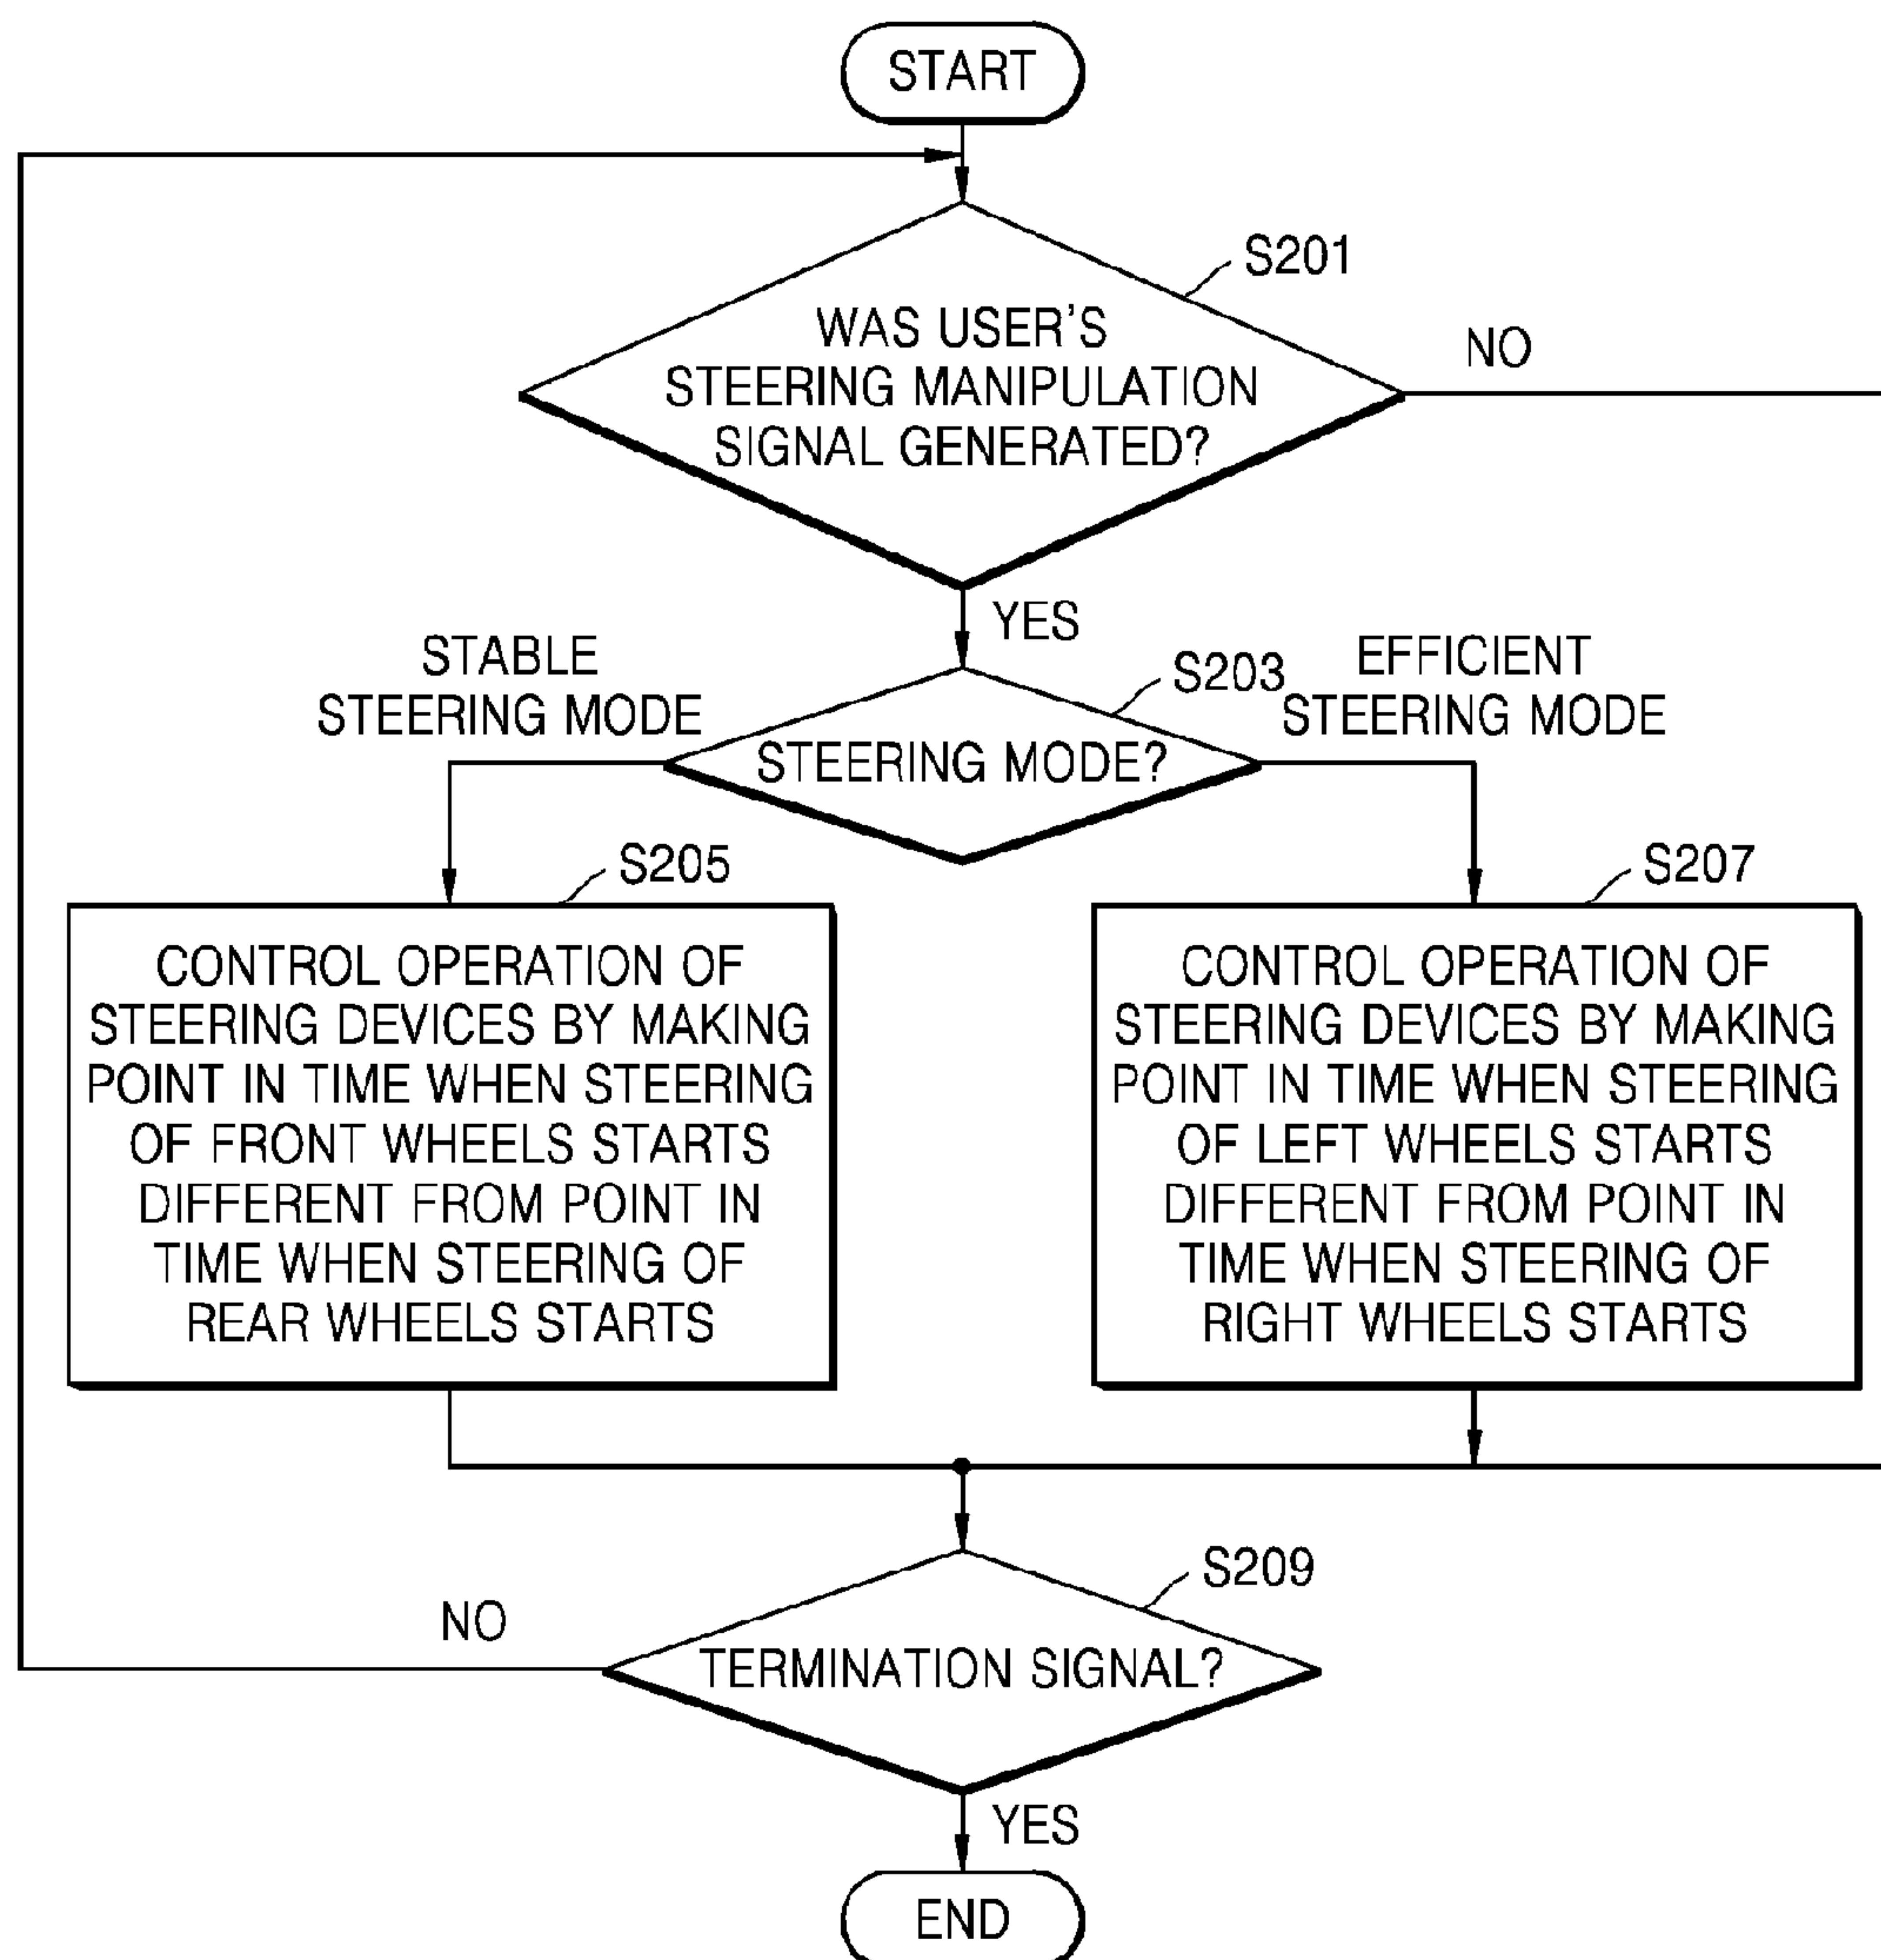 START
S201
WAS USER'S
STEERING MANIPULATION
SIGNAL GENERATED?
NO
YES
STABLE
STEERING MODE
S203
EFFICIENT
STEERING MODE
STEERING MODE?
S205
CONTROL OPERATION OF
STEERING DEVICES BY MAKING
POINT IN TIME WHEN STEERING
OF FRONT WHEELS STARTS
DIFFERENT FROM POINT IN
TIME WHEN STEERING OF
REAR WHEELS STARTS
S207
CONTROL OPERATION OF
STEERING DEVICES BY MAKING
POINT IN TIME WHEN STEERING
OF LEFT WHEELS STARTS
DIFFERENT FROM POINT IN
TIME WHEN STEERING OF
RIGHT WHEELS STARTS
S209
NO
TERMINATION SIGNAL?
YES
END